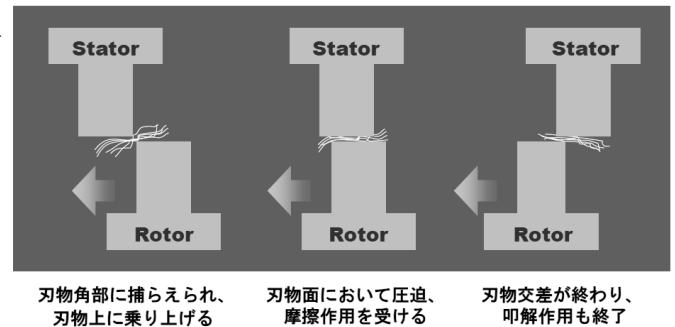 Stator
Rotor
刃物角部に捕らえられ、
刃物上に乗り上げる
Stator
Rotor
刃物面において圧迫、
摩擦作用を受ける
Stator
Rotor
刃物交差が終わり、
叩解作用も終了